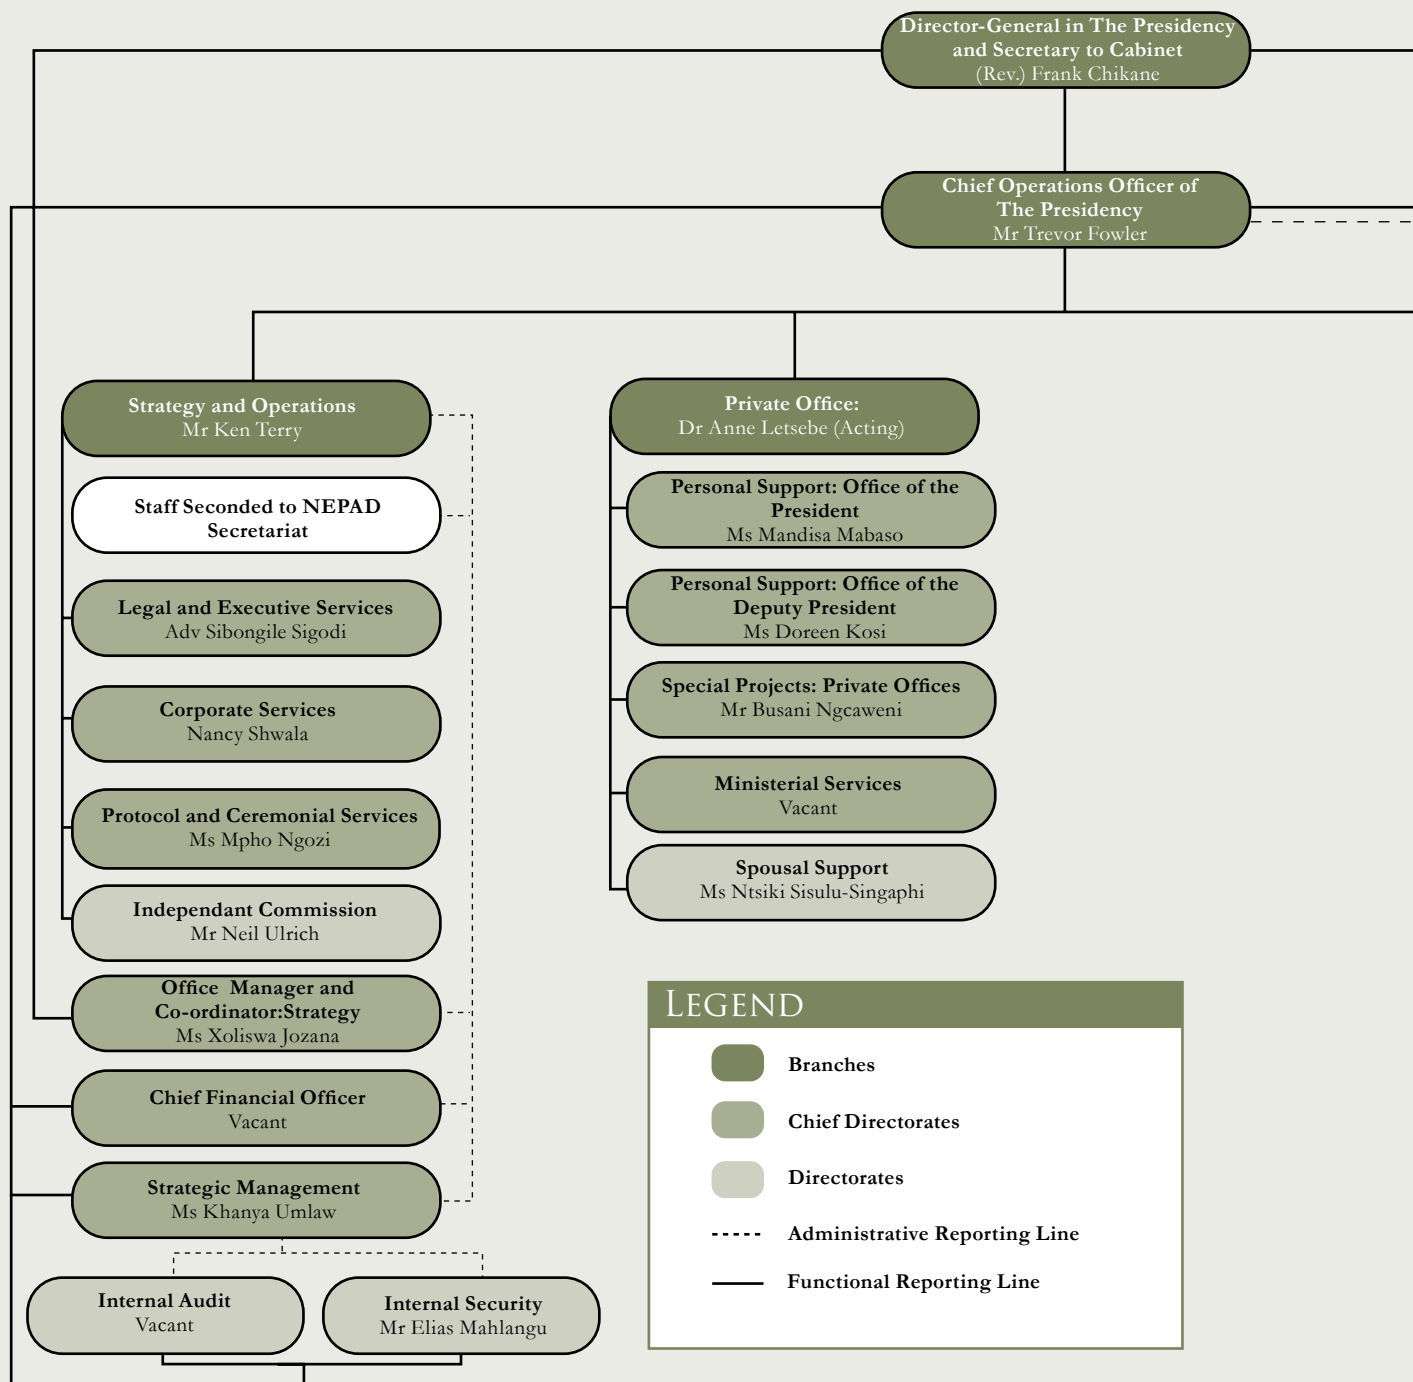 Director-General in The Presidency
and Secretary to Cabinet
(Rev.) Frank Chikane
Chief Operations Officer of
The Presidency
Mr Trevor Fowler
Strategy and Operations
Mr Ken Terry
Staff Seconded to NEPAD
Secretariat
Legal and Executive Services
Adv Sibongile Sigodi
Corporate Services
Nancy Shwala
Protocol and Ceremonial Services
Ms Mpho Ngozi
Independant Commission
Mr Neil Ulrich
Office  Manager and
Co-ordinator:Strategy
Ms Xoliswa Jozana
Chief Financial Officer
Vacant
Strategic Management
Ms Khanya Umlaw
Internal Audit
Vacant
Internal Security
Mr Elias Mahlangu
Private Office:
Dr Anne Letsebe (Acting)
Personal Support: Office of the
President
Ms Mandisa Mabaso
Personal Support: Office of the
Deputy President
Ms Doreen Kosi
Special Projects: Private Offices
Mr Busani Ngcaweni
Ministerial Services
Vacant
Spousal Support
Ms Ntsiki Sisulu-Singaphi
LEGEND
Branches
Chief Directorates
Directorates
Administrative Reporting Line
Functional Reporting Line